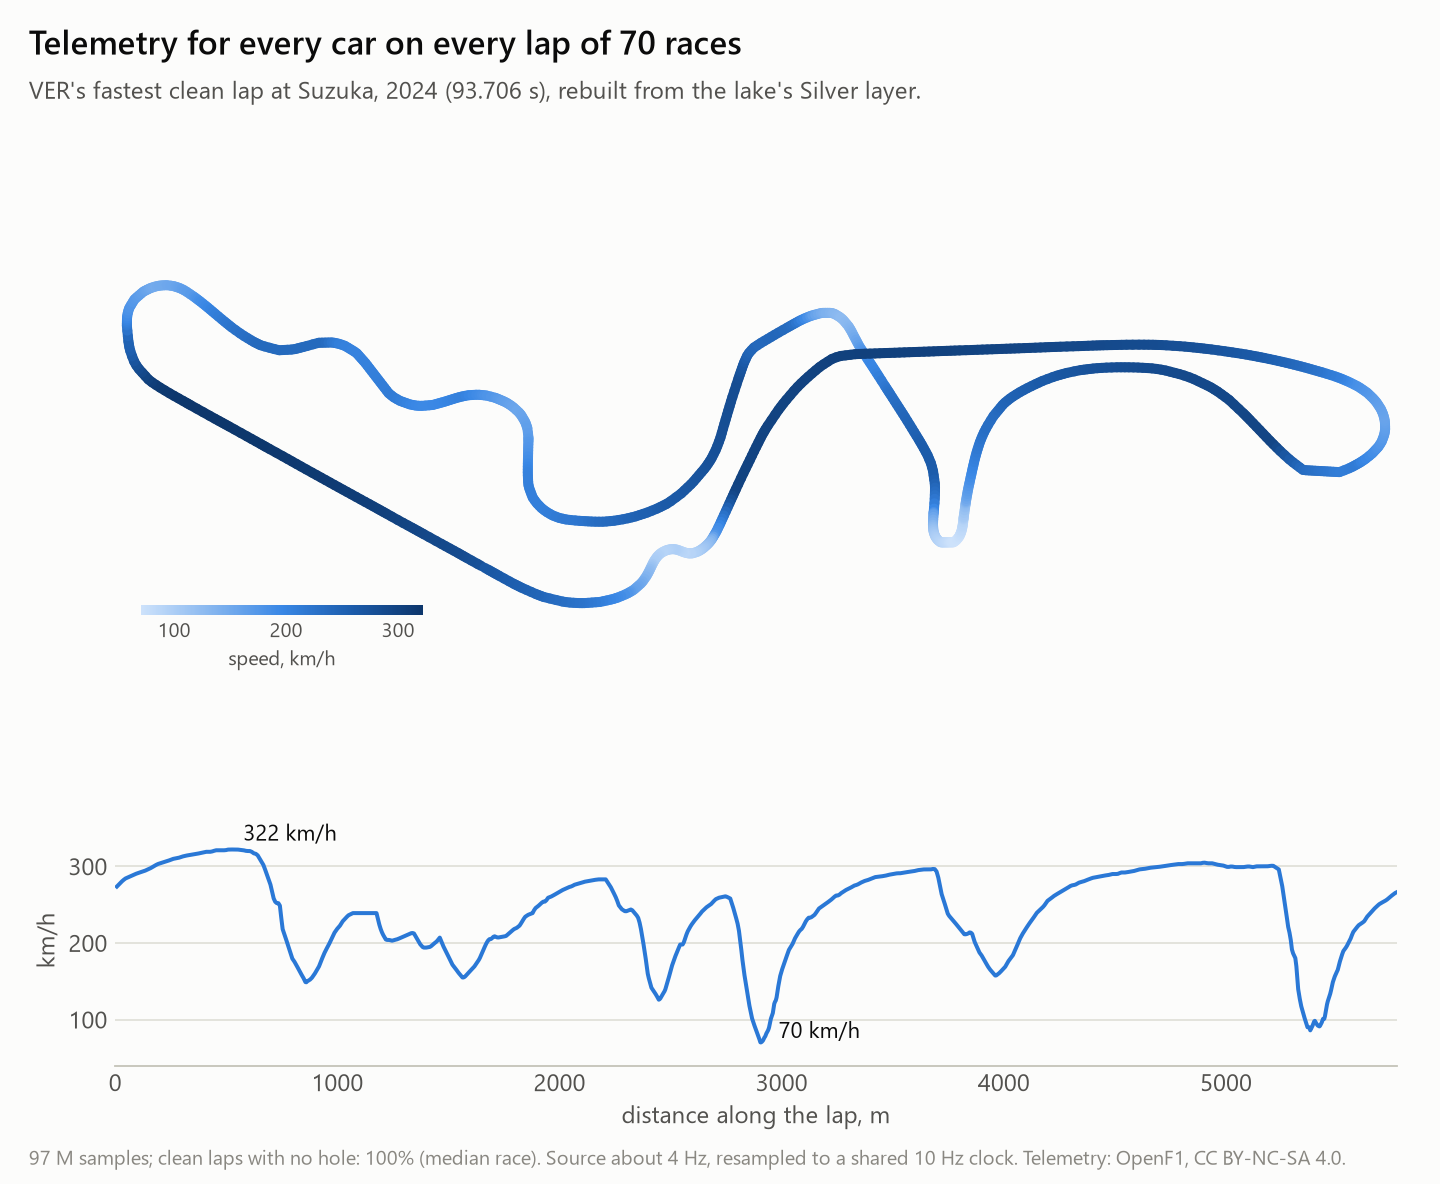 Telemetry for every car on every lap of 70 races
VER's fastest clean lap at Suzuka, 2024 (93.706 s), rebuilt from the lake's Silver layer.
100 200 300
speed, km/h
322 km/h
300
200
100
km/h
70 km/h
0 1000 2000 3000 4000 5000
distance along the lap, m
97 M samples; clean laps with no hole: 100% (median race). Source about 4 Hz, resampled to a shared 10 Hz clock. Telemetry: OpenF1, CC BY-NC-SA 4.0.